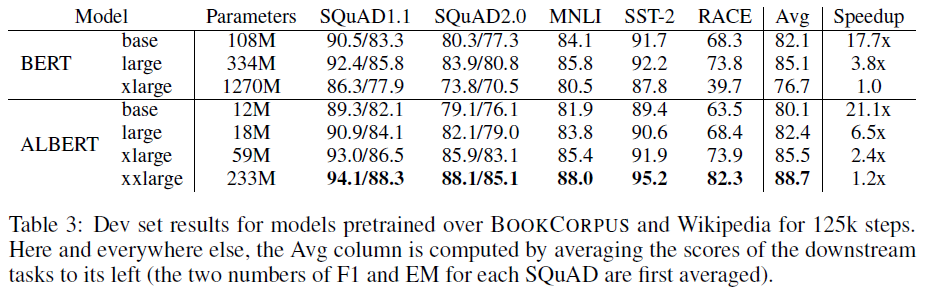 Model Parameters SQuAD1.1 SQuAD2.0 MNLI SST-2 RACE Avg Speedup
base 108M 90.5/83.3 80.3/77.3 84.1 91.7 68.3 82.1 17.7x
BERT large 334M 92.4/85.8 83.9/80.8 85.8 92.2 73.8 85.1 3.8x
xlarge 1270M 86.3/77.9 73.8/70.5 80.5 87.8 39.7 76.7 1.0
base 12M 89.3/82.1 79.1/76.1 81.9 89.4 63.5 80.1 21.1x
ALBERT large 18M 90.9/84.1 82.1/79.0 83.8 90.6 68.4 82.4 6.5x
xlarge 59M 93.0/86.5 85.9/83.1 85.4 91.9 73.9 85.5 2.4x
xxlarge 233M 94.1/88.3 88.1/85.1 88.0 95.2 82.3 88.7 1.2x
Table 3: Dev set results for models pretrained over BOOKCORPUS and Wikipedia for 125k steps.
Here and everywhere else, the Avg column is computed by averaging the scores of the downstream
tasks to its left (the two numbers of F1 and EM for each SQuAD are first averaged).